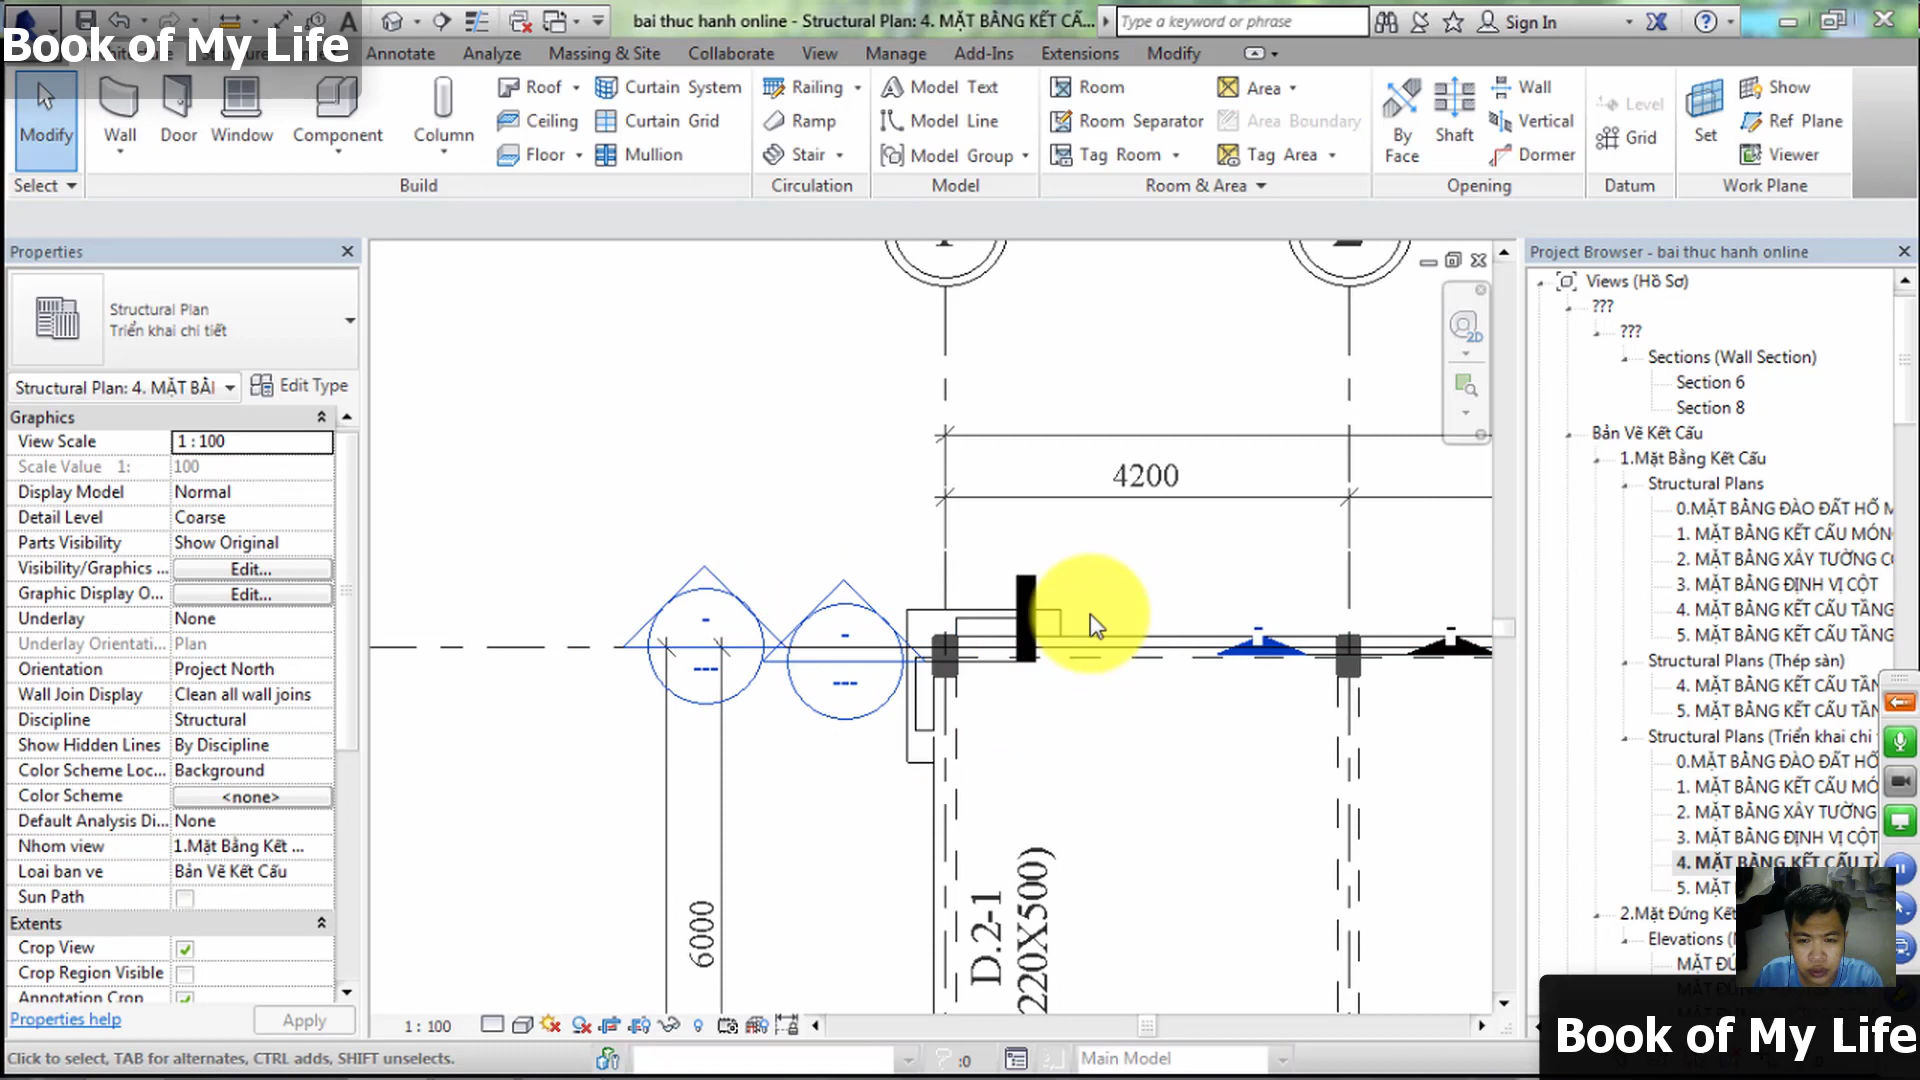 bai thuc hanh online - Structural Plan: 4. MẶT BẰNG KẾT CẤ...
Type a keyword or phrase
Sign In
Book of My Life
Annotate
Analyze
Massing & Site
Collaborate
View
Manage
Add-Ins
Extensions
Modify
Modify
Wall
Door
Window
Component
Column
Roof
Ceiling
Floor
Curtain System
Curtain Grid
Mullion
Railing
Ramp
Stair
Model Text
Model Line
Model Group
Room
Room Separator
Tag Room
Area
Area Boundary
Tag Area
By Face
Shaft
Wall
Vertical
Dormer
Level
Grid
Set
Show
Ref Plane
Viewer
Select
Build
Circulation
Model
Room & Area
Opening
Datum
Work Plane
Properties
Structural Plan
Triển khai chi tiết
Structural Plan: 4. MẶT BẢI
Edit Type
Graphics
View Scale 1 : 100
Scale Value 1: 100
Display Model Normal
Detail Level Coarse
Parts Visibility Show Original
Visibility/Graphics ... Edit...
Graphic Display O... Edit...
Underlay None
Underlay Orientati... Plan
Orientation Project North
Wall Join Display Clean all wall joins
Discipline Structural
Show Hidden Lines By Discipline
Color Scheme Loc... Background
Color Scheme <none>
Default Analysis Di... None
Nhom view 1.Mặt Bằng Kết ...
Loai ban ve Bản Vẽ Kết Cấu
Sun Path
Extents
Crop View
Crop Region Visible
Annotation Crop
Properties help
Apply
4200
6000
D.2-1
220X500)
2D
1 : 100
Project Browser - bai thuc hanh online
Views (Hồ Sơ)
???
???
Sections (Wall Section)
Section 6
Section 8
Bản Vẽ Kết Cấu
1.Mặt Bằng Kết Cấu
Structural Plans
0.MẶT BẰNG ĐÀO ĐẤT HỐ M
1. MẶT BẰNG KẾT CẤU MÓN
2. MẶT BẰNG XÂY TƯỜNG C
3. MẶT BẰNG ĐỊNH VỊ CỘT
4. MẶT BẰNG KẾT CẤU TẦNG
5. MẶT BẰNG KẾT CẤU TẦNG
Structural Plans (Thép sàn)
4. MẶT BẰNG KẾT CẤU TẦN
5. MẶT BẰNG KẾT CẤU TẦN
Structural Plans (Triển khai chi
0.MẶT BẰNG ĐÀO ĐẤT HỐ
1. MẶT BẰNG KẾT CẤU MÓ
2. MẶT BẰNG XÂY TƯỜNG
3. MẶT BẰNG ĐỊNH VỊ CỘT
4. MẶT BẰNG KẾT CẤU TẦ
5. MẶT
2.Mặt Đứng Kết
Elevations (
MẶT ĐỨ
Click to select, TAB for alternates, CTRL adds, SHIFT unselects.
:0
Main Model
Book of My Life